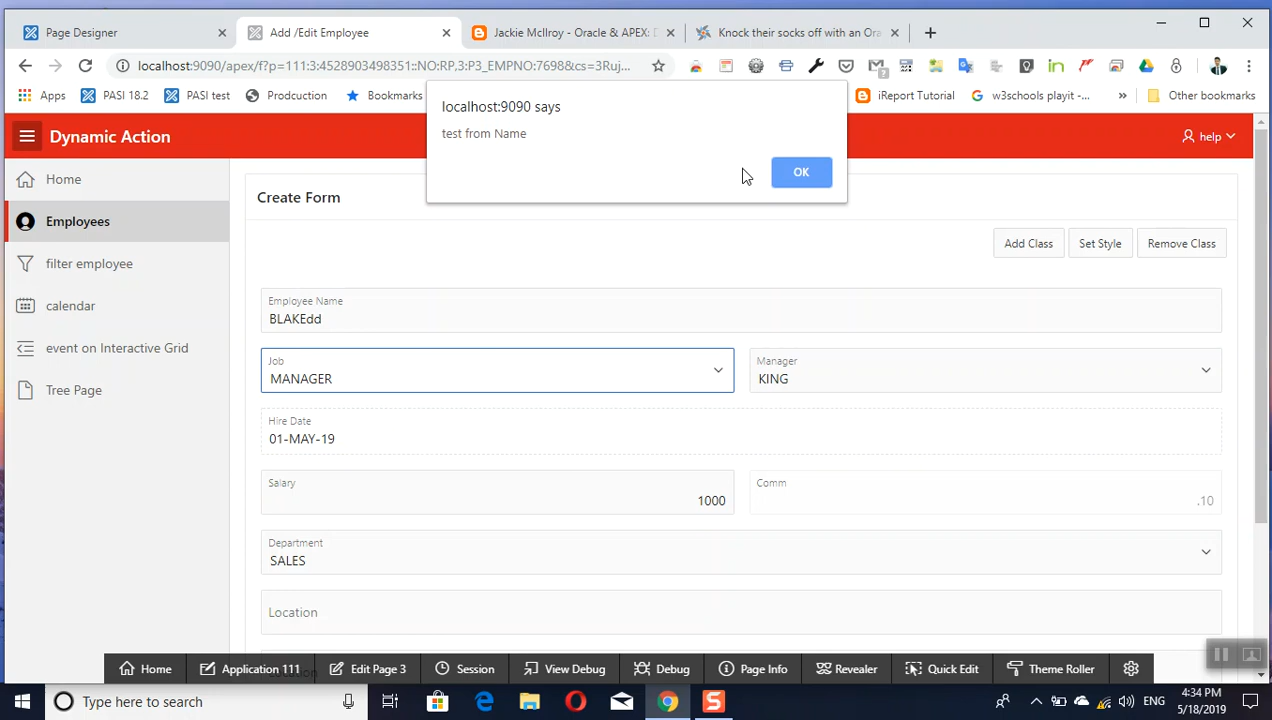 Page Designer
Add /Edit Employee
Jackie McIlroy - Oracle & APEX: D
Knock their socks off with an Ora
localhost:9090/apex/f?p=111:3:4528903498351::NO:RP,3:P3_EMPNO:7698&cs=3Ruj...
Apps
PASI 18.2
PASI test
Booking
Bookmarks
iReport Tutorial
w3schools playit -...
»
Other bookmarks
localhost:9090 says
test from Name
OK
Dynamic Action
help
Home
Employees
filter employee
calendar
event on Interactive Grid
Tree Page
Create Form
Add Class
Set Style
Remove Class
Employee Name
BLAKEdd
Job
MANAGER
Manager
KING
Hire Date
01-MAY-19
Salary
1000
Comm
.10
Department
SALES
Location
Home
Application 111
Edit Page 3
Session
View Debug
Debug
Page Info
Revealer
Quick Edit
Theme Roller
Type here to search
ENG
4:34 PM
5/18/2019